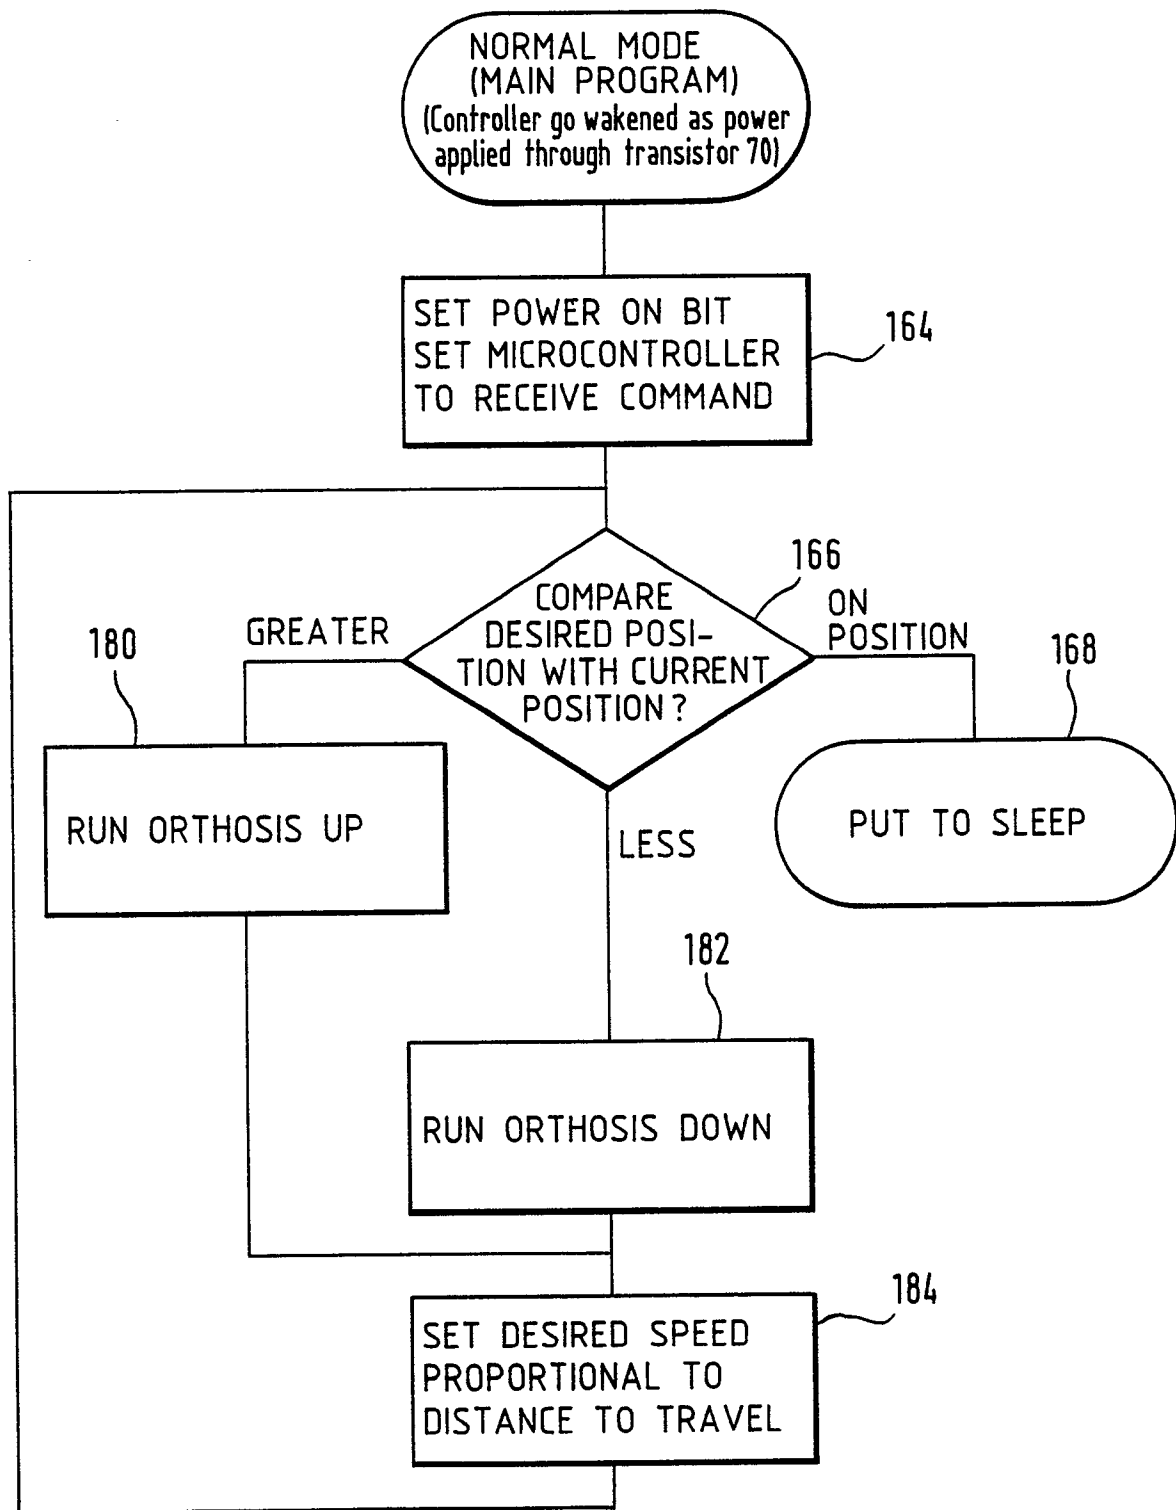 NORMAL MODE
(MAIN PROGRAM)
(Controller go wakened as power
applied through transistor 70)
SET POWER ON BIT
SET MICROCONTROLLER
TO RECEIVE COMMAND
164
COMPARE
DESIRED POSI-
TION WITH CURRENT
POSITION ?
166
GREATER
ON
POSITION
180
RUN ORTHOSIS UP
168
PUT TO SLEEP
LESS
182
RUN ORTHOSIS DOWN
184
SET DESIRED SPEED
PROPORTIONAL TO
DISTANCE TO TRAVEL